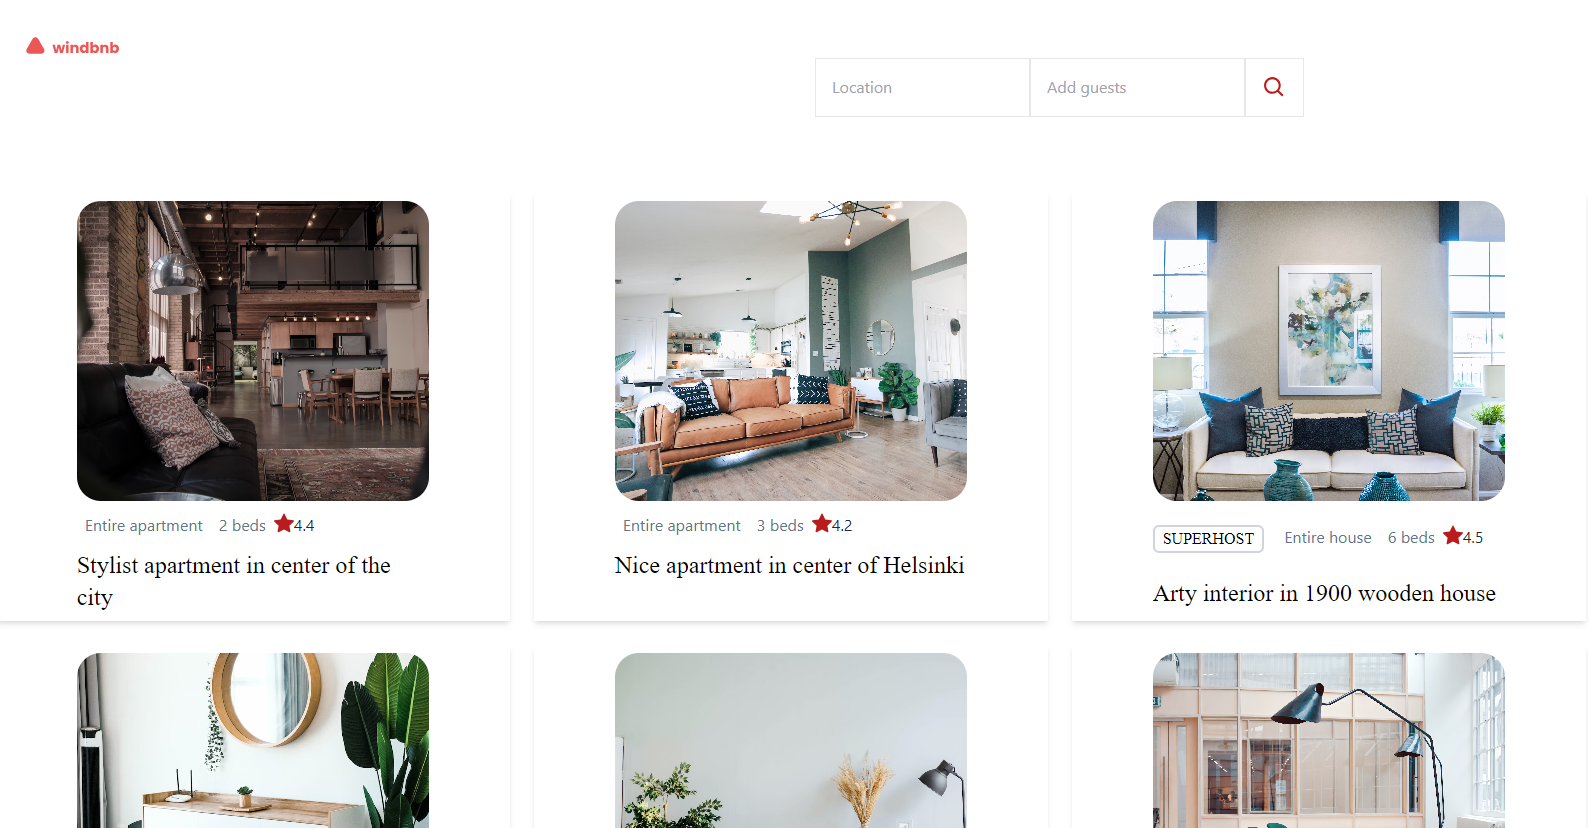 windbnb
Location
Add guests
Entire apartment 2 beds 4.4
Stylist apartment in center of the
city
Entire apartment 3 beds 4.2
Nice apartment in center of Helsinki
SUPERHOST Entire house 6 beds 4.5
Arty interior in 1900 wooden house